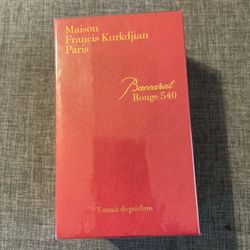 Maison
Francis Kurkdjian
Paris
Baccarat
Rouge 540
Extrait de parfum